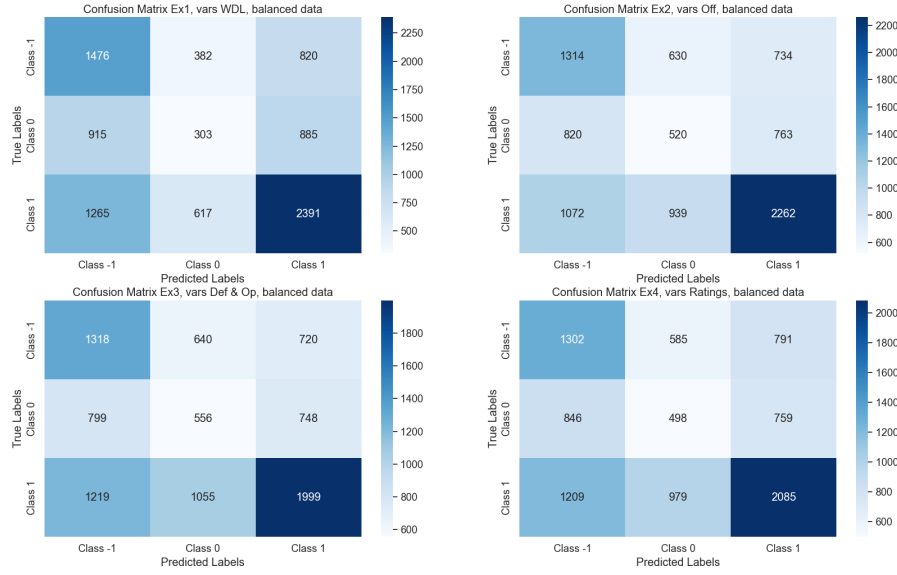 Confusion Matrix Ex1, vars WDL, balanced data
True Labels
Class -1
Class 0
Class 1
1476 382 820
915 303 885
1265 617 2391
Class -1 Class 0 Class 1
Predicted Labels
2250
2000
1750
1500
1250
1000
750
500
Confusion Matrix Ex2, vars Off, balanced data
True Labels
Class -1
Class 0
Class 1
1314 630 734
820 520 763
1072 939 2262
Class -1 Class 0 Class 1
Predicted Labels
2200
2000
1800
1600
1400
1200
1000
800
600
Confusion Matrix Ex3, vars Def & Op, balanced data
True Labels
Class -1
Class 0
Class 1
1318 640 720
799 556 748
1219 1055 1999
Class -1 Class 0 Class 1
Predicted Labels
1800
1600
1400
1200
1000
800
600
Confusion Matrix Ex4, vars Ratings, balanced data
True Labels
Class -1
Class 0
Class 1
1302 585 791
846 498 759
1209 979 2085
Class -1 Class 0 Class 1
Predicted Labels
2000
1800
1600
1400
1200
1000
800
600